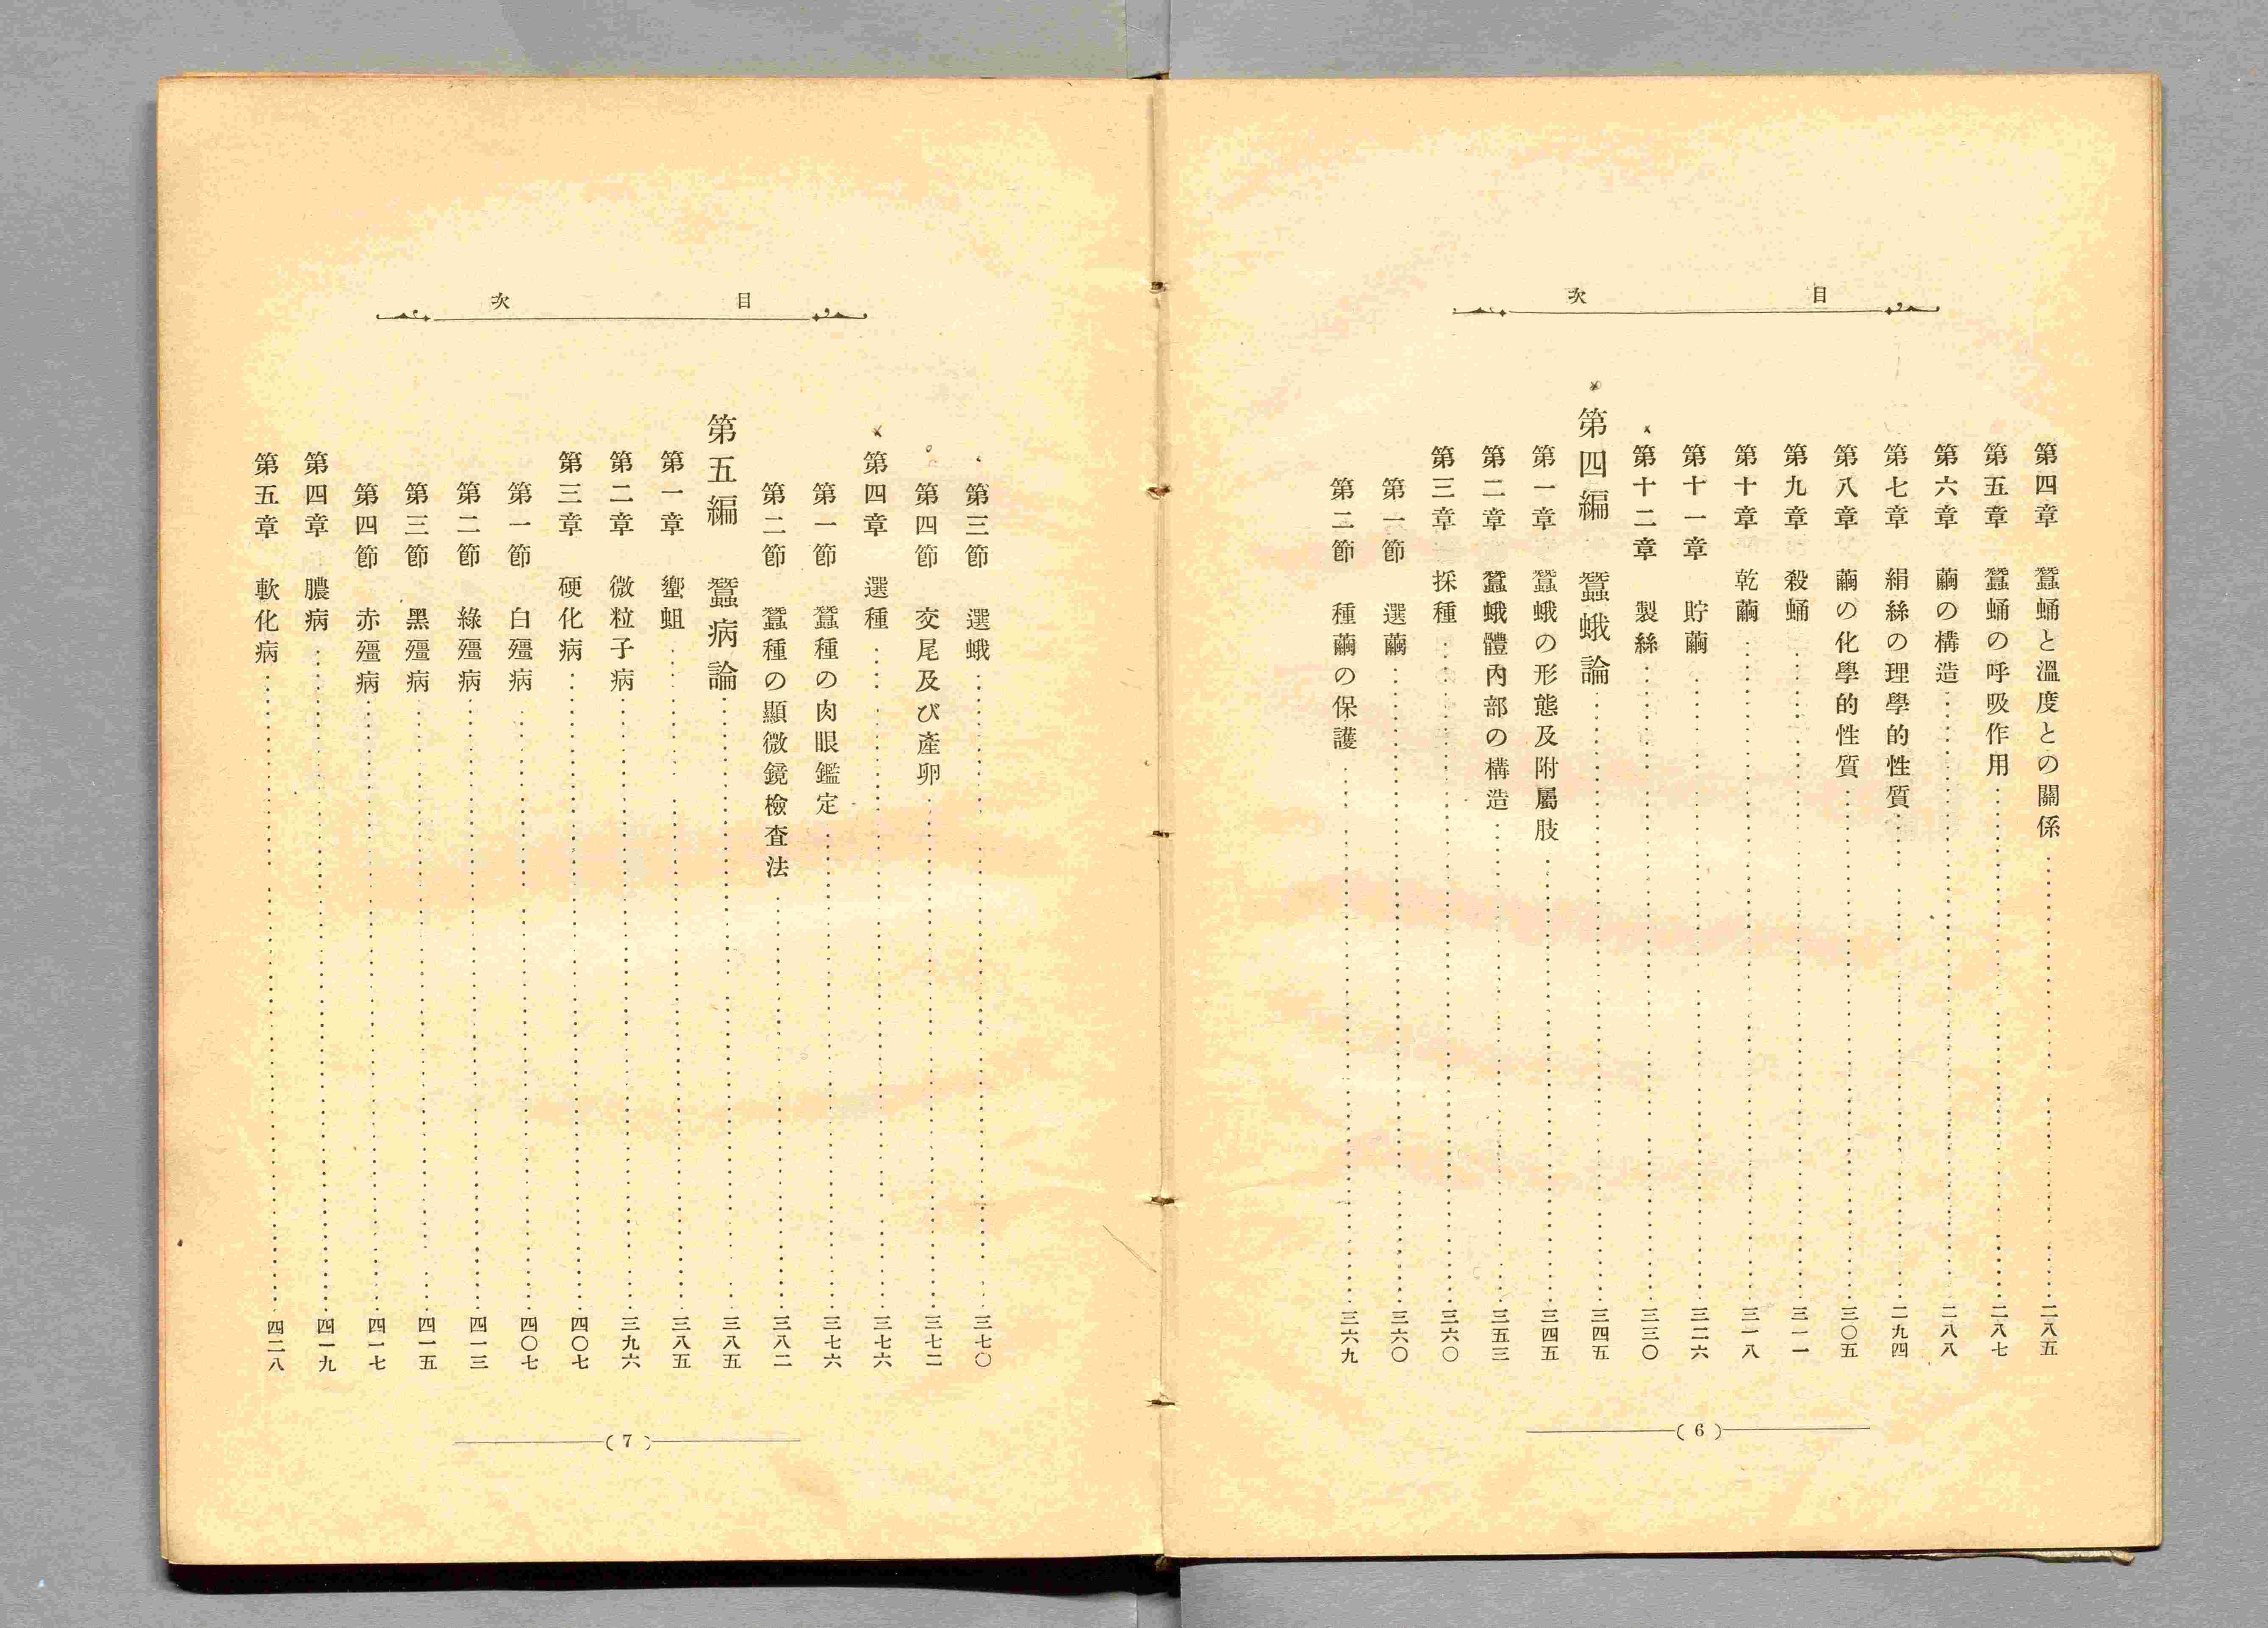 目次
第四章 蠶蛹と溫度との關係……二八五
第五章 蠶蛹の呼吸作用……二八七
第六章 繭の構造……二八八
第七章 絹絲の理學的性質……二九四
第八章 繭の化學的性質……三〇五
第九章 殺蛹……三一一
第十章 乾繭……三一八
第十一章 貯繭……三二六
第十二章 製絲……三三〇
第四編 蠶蛾論……三四五
第一章 蠶蛾の形態及附屬肢……三四五
第二章 蠶蛾體內部の構造……三五三
第三章 採種……三六〇
第一節 選繭……三六〇
第二節 種繭の保護……三六九
(6)
目次
第三節 選蛾……三七〇
第四節 交尾及び產卵……三七二
第四章 選種……三七六
第一節 蠶種の肉眼鑑定……三七六
第二節 蠶種の顯微鏡檢查法……三八二
第五編 蠶病論……三八五
第一章 蠁蛆……三八五
第二章 微粒子病……三九六
第三章 硬化病……四〇七
第一節 白殭病……四〇七
第二節 綠殭病……四一三
第三節 黑殭病……四一五
第四節 赤殭病……四一七
第四章 膿病……四一九
第五章 軟化病……四二八
(7)